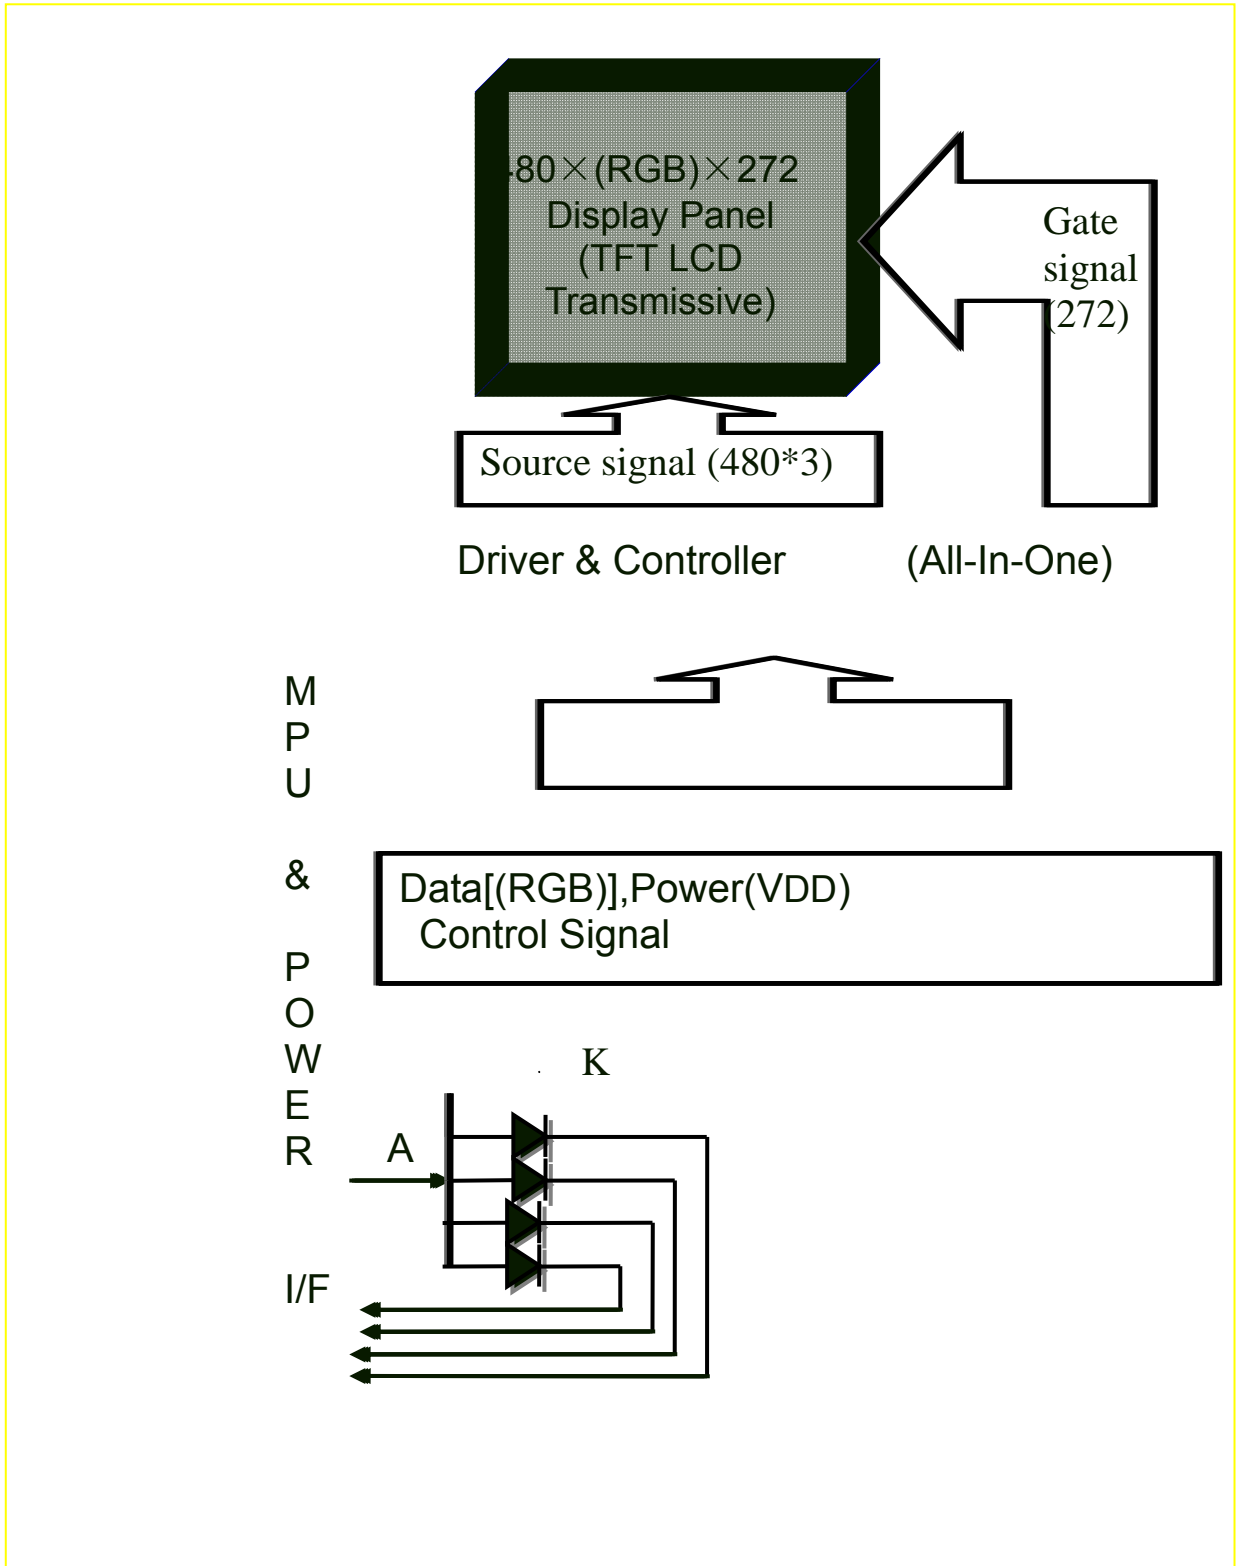 80×(RGB)×272
Display Panel
(TFT LCD
Transmissive)
Gate
signal
(272)
Source signal (480*3)
Driver & Controller (All-In-One)
M
P
U
&
P
O
W
E
R
Data[(RGB)],Power(VDD)
Control Signal
K
A
I/F